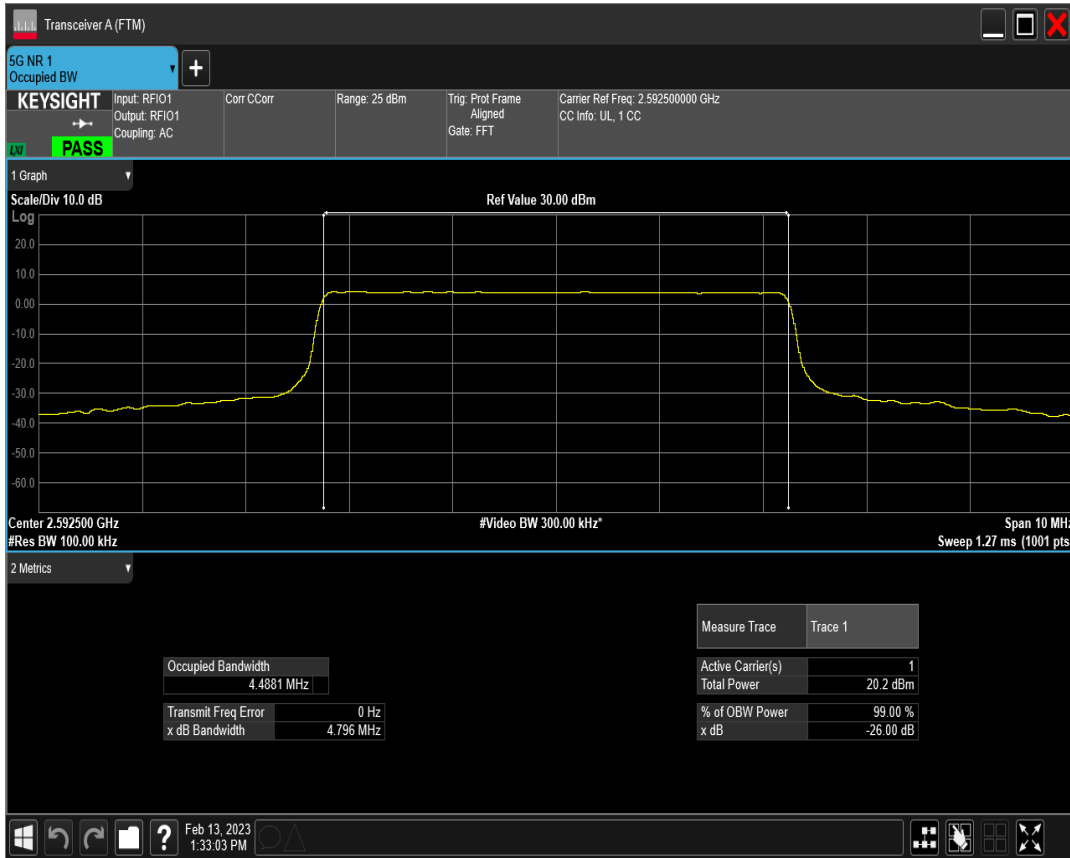 Transceiver A (FTM)
5G NR 1
Occupied BW
+
KEYSIGHT
Input: RFIO1
Output: RFIO1
Coupling: AC
Corr CCorr
Range: 25 dBm
Trig: Prot Frame
Aligned
Gate: FFT
Carrier Ref Freq: 2.592500000 GHz
CC Info: UL, 1 CC
LXI
PASS
1 Graph
Scale/Div 10.0 dB
Ref Value 30.00 dBm
Log
20.0
10.0
0.00
-10.0
-20.0
-30.0
-40.0
-50.0
-60.0
Center 2.592500 GHz
#Video BW 300.00 kHz*
Span 10 MHz
#Res BW 100.00 kHz
Sweep 1.27 ms (1001 pts
2 Metrics
Measure Trace Trace 1
Occupied Bandwidth
4.4881 MHz
Active Carrier(s) 1
Total Power 20.2 dBm
Transmit Freq Error 0 Hz
x dB Bandwidth 4.796 MHz
% of OBW Power 99.00 %
x dB -26.00 dB
?
Feb 13, 2023
1:33:03 PM